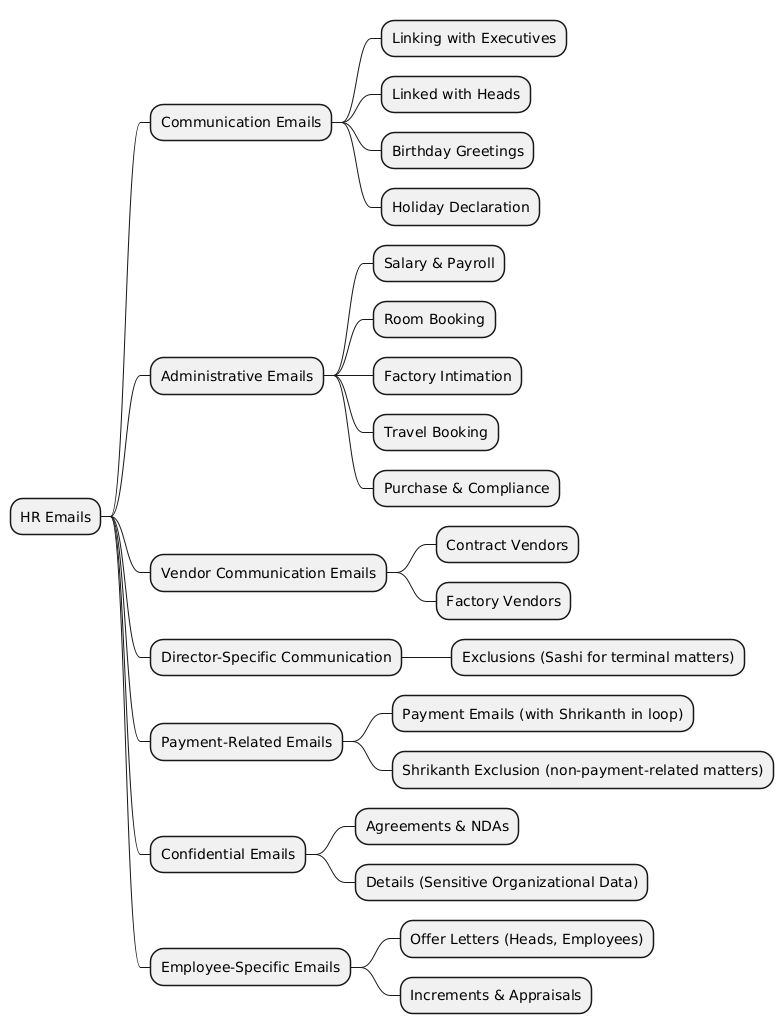 HR Emails
Communication Emails
Linking with Executives
Linked with Heads
Birthday Greetings
Holiday Declaration
Administrative Emails
Salary & Payroll
Room Booking
Factory Intimation
Travel Booking
Purchase & Compliance
Vendor Communication Emails
Contract Vendors
Factory Vendors
Director-Specific Communication
Exclusions (Sashi for terminal matters)
Payment-Related Emails
Payment Emails (with Shrikanth in loop)
Shrikanth Exclusion (non-payment-related matters)
Confidential Emails
Agreements & NDAs
Details (Sensitive Organizational Data)
Employee-Specific Emails
Offer Letters (Heads, Employees)
Increments & Appraisals